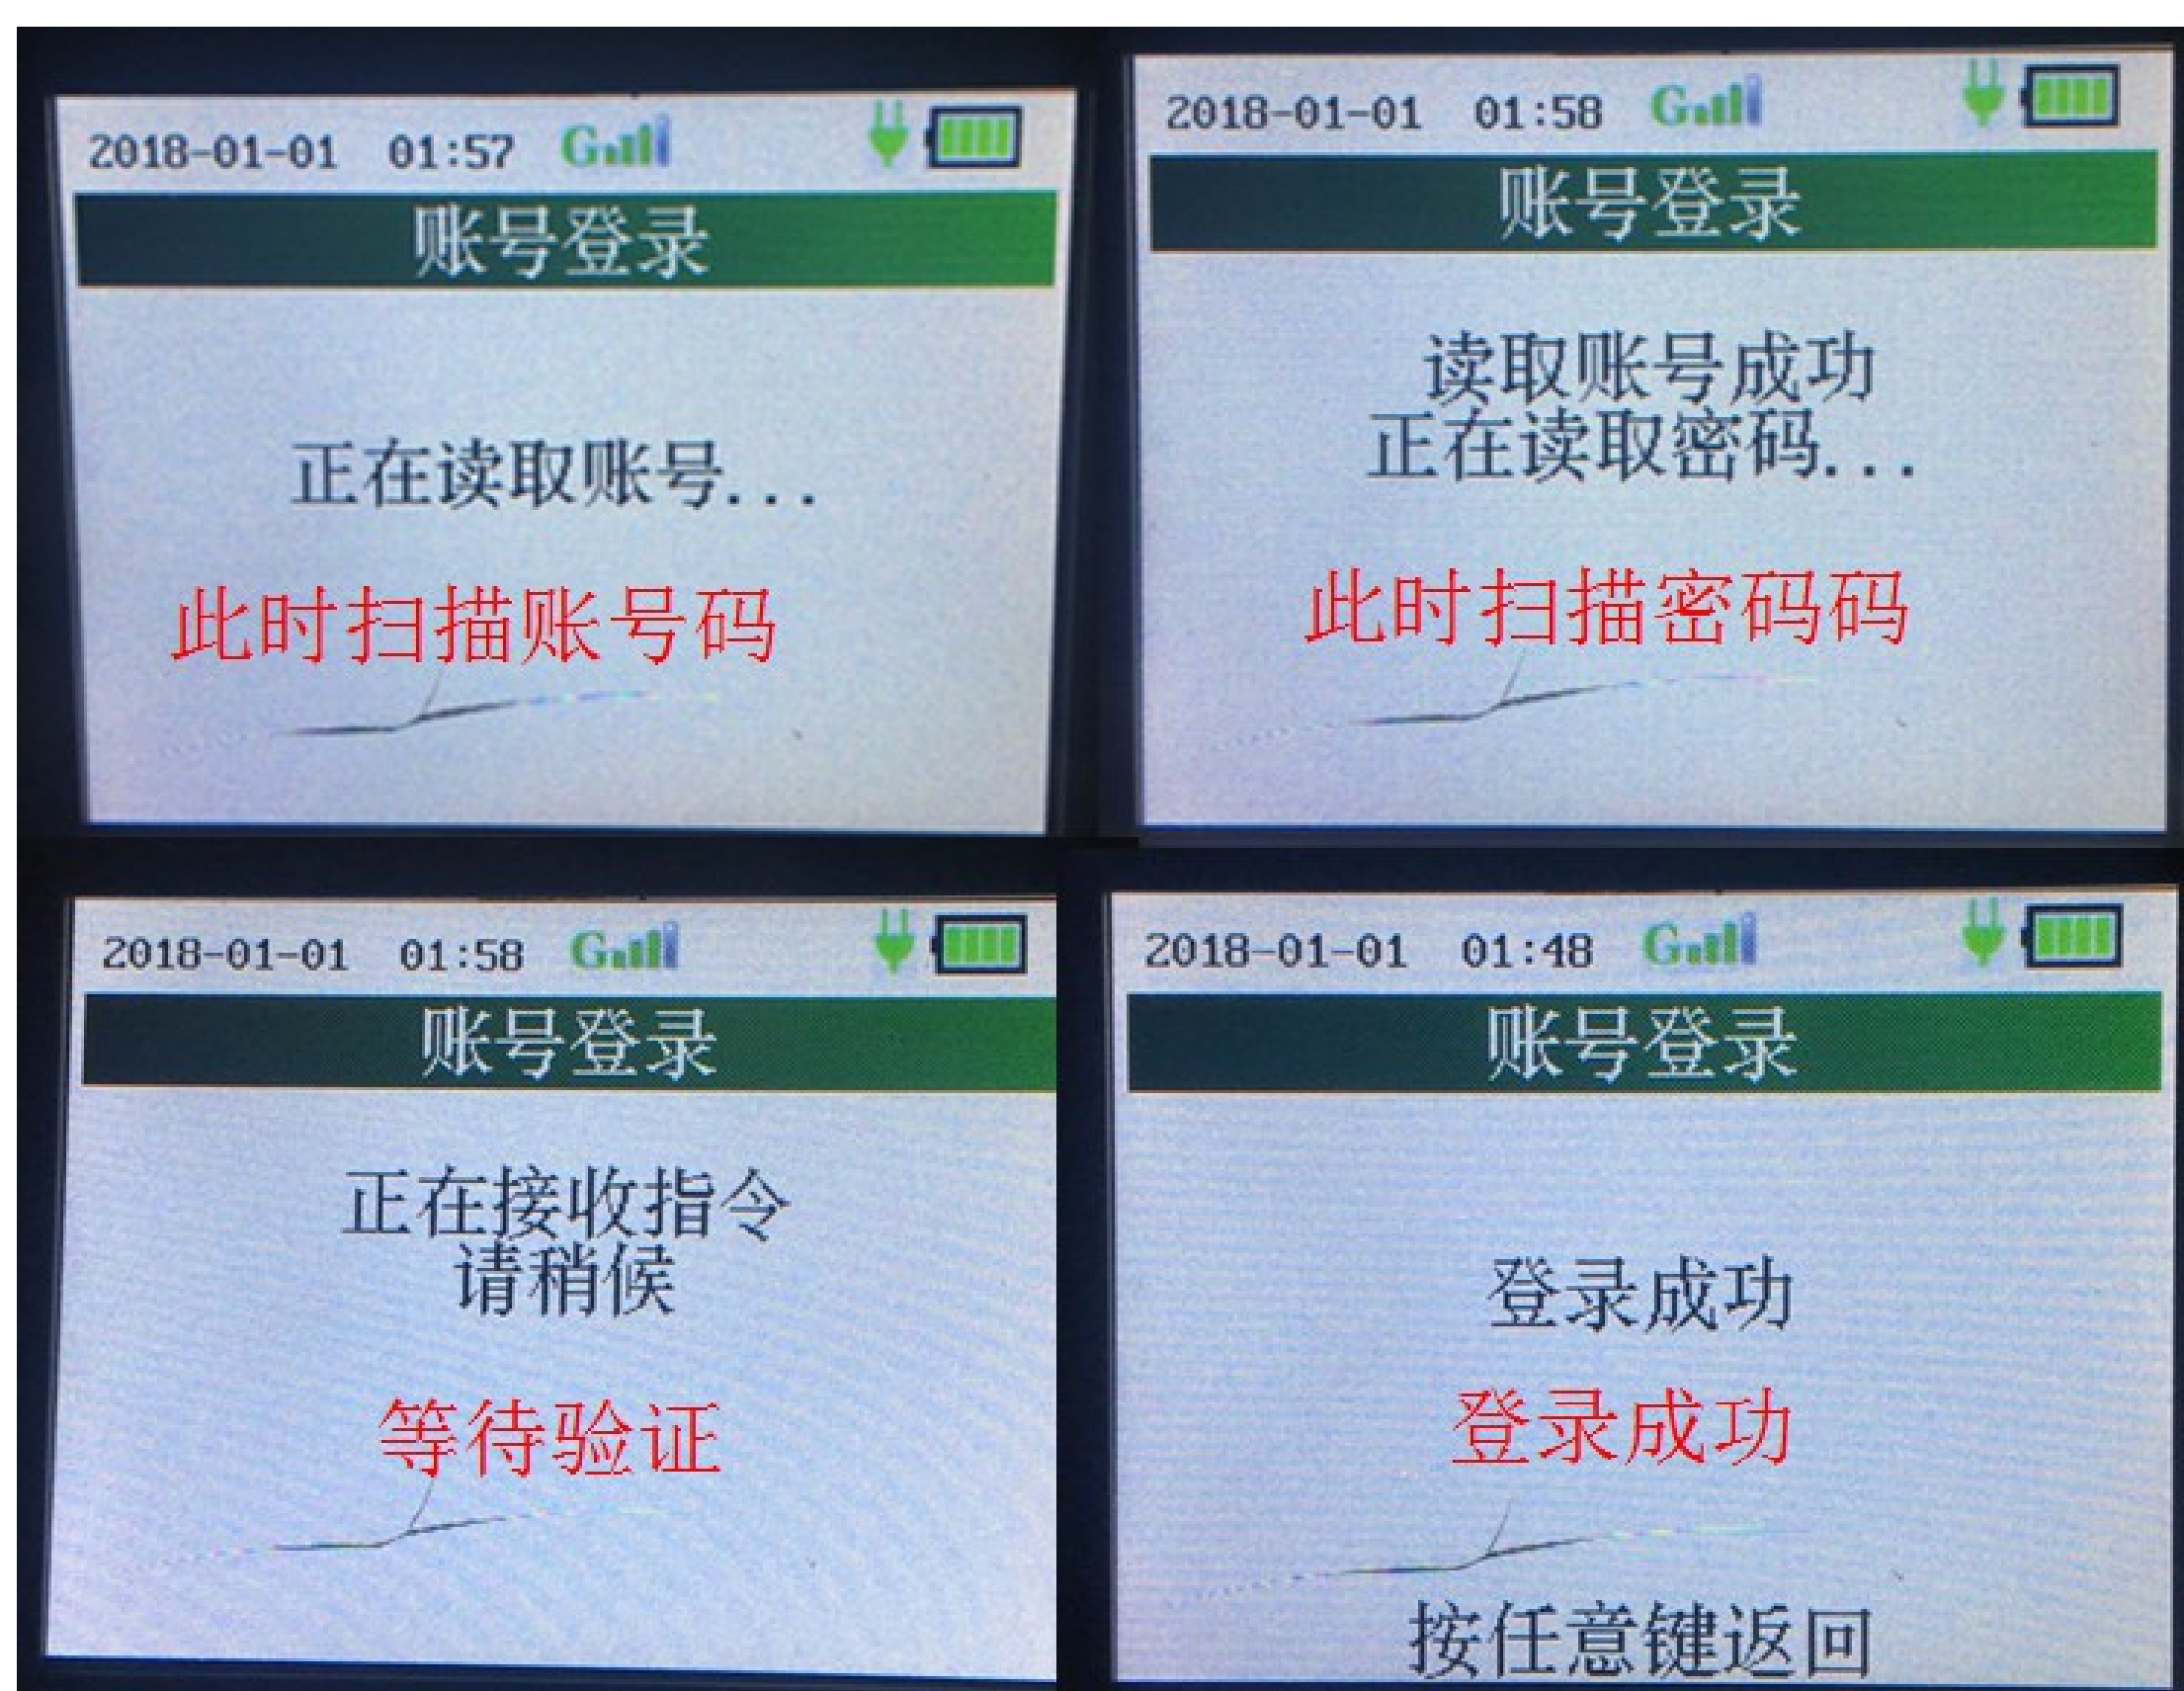 2018-01-01 01:57 G
账号登录
正在读取账号...
此时扫描账号码
2018-01-01 01:58 G
账号登录
读取账号成功
正在读取密码...
此时扫描密码码
2018-01-01 01:58 G
账号登录
正在接收指令
请稍候
等待验证
2018-01-01 01:48 G
账号登录
登录成功
登录成功
按任意键返回